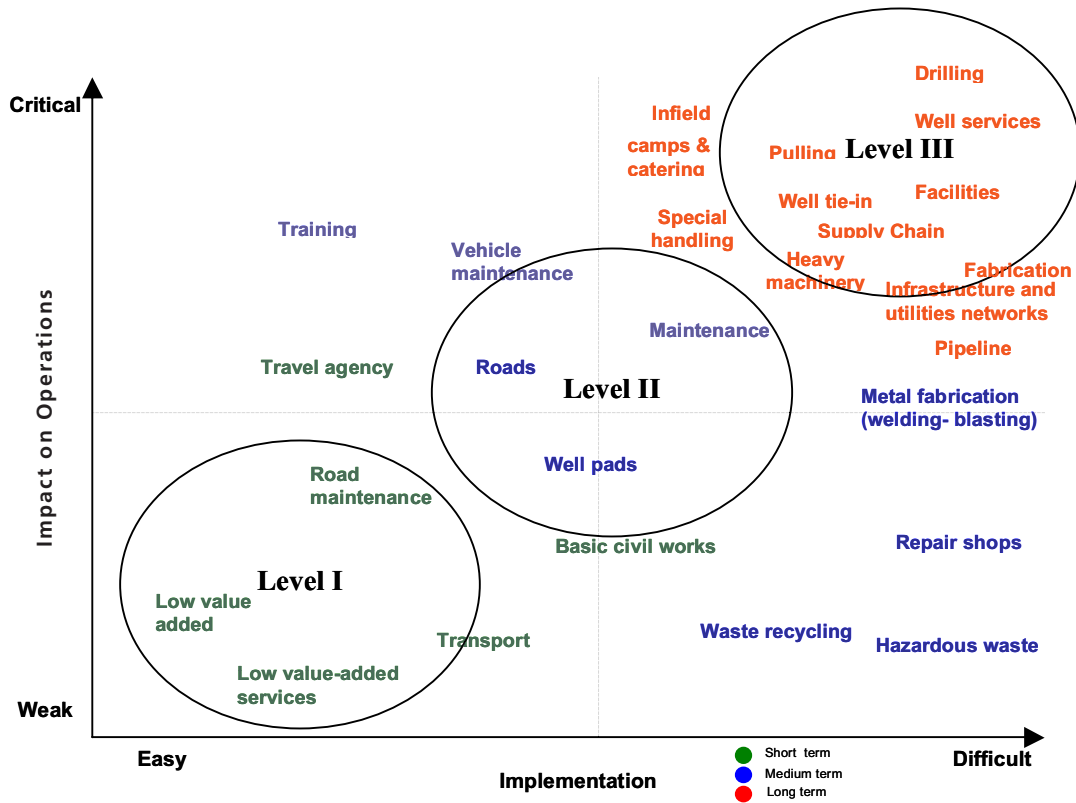 Critical
Drilling
Infield
Well services
camps &
catering
Pulling
Level III
Well tie-in
Facilities
Special
handling
Supply Chain
Training
Vehicle
maintenance
Heavy
machinery
Fabrication
Infrastructure and
utilities networks
Maintenance
Pipeline
Travel agency
Roads
Level II
Metal fabrication
(welding- blasting)
Impact on Operations
Well pads
Road
maintenance
Basic civil works
Repair shops
Level I
Low value
added
Transport
Waste recycling
Hazardous waste
Low value-added
services
Weak
Easy
Implementation
Difficult
Short term
Medium term
Long term